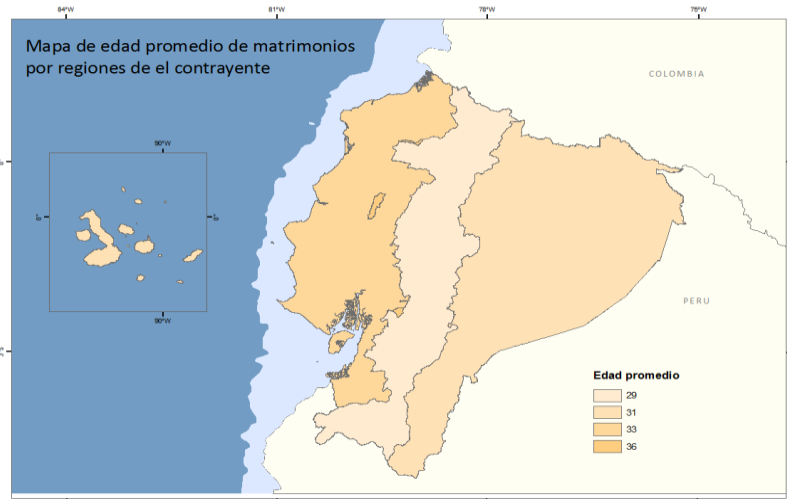 84°W 81°W 78°W 75°W
Mapa de edad promedio de matrimonios
por regiones de el contrayente
COLOMBIA
90°W
90°W
PERU
Edad promedio
29
31
33
36